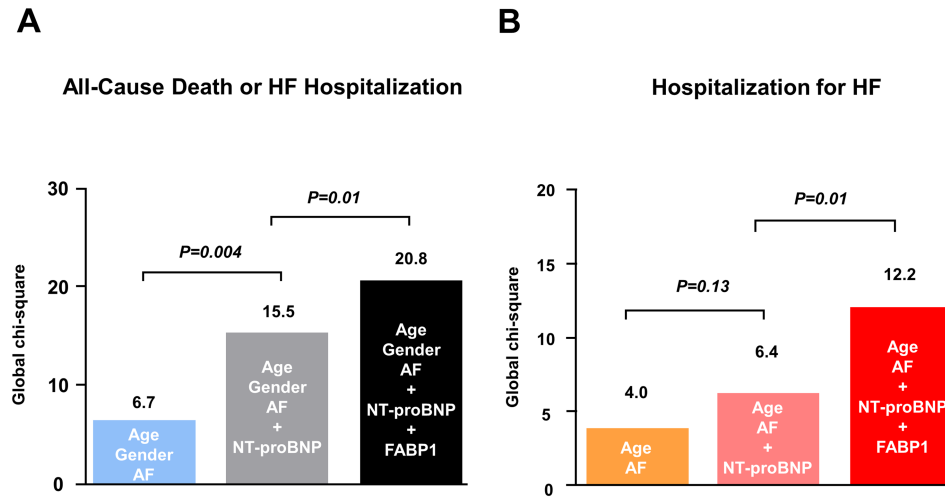 A
All-Cause Death or HF Hospitalization
Global chi-square
30
20
10
0
P=0.004
P=0.01
6.7
15.5
20.8
Age
Gender
AF
Age
Gender
AF
+
NT-proBNP
Age
Gender
AF
+
NT-proBNP
+
FABP1
B
Hospitalization for HF
Global chi-square
20
15
10
5
0
P=0.13
P=0.01
4.0
6.4
12.2
Age
AF
Age
AF
+
NT-proBNP
Age
AF
+
NT-proBNP
+
FABP1